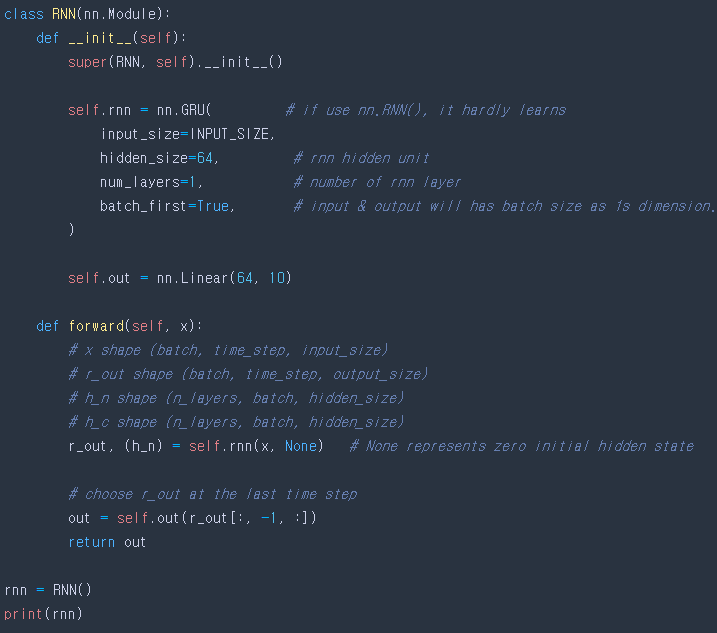 class RNN(nn.Module):
    def __init__(self):
        super(RNN, self).__init__()
        self.rnn = nn.GRU(         # if use nn.RNN(), it hardly learns
            input_size=INPUT_SIZE,
            hidden_size=64,         # rnn hidden unit
            num_layers=1,           # number of rnn layer
            batch_first=True,       # input & output will has batch size as 1s dimension.
        )
        self.out = nn.Linear(64, 10)
    def forward(self, x):
        # x shape (batch, time_step, input_size)
        # r_out shape (batch, time_step, output_size)
        # h_n shape (n_layers, batch, hidden_size)
        # h_c shape (n_layers, batch, hidden_size)
        r_out, (h_n) = self.rnn(x, None)   # None represents zero initial hidden state
        # choose r_out at the last time step
        out = self.out(r_out[:, -1, :])
        return out
rnn = RNN()
print(rnn)